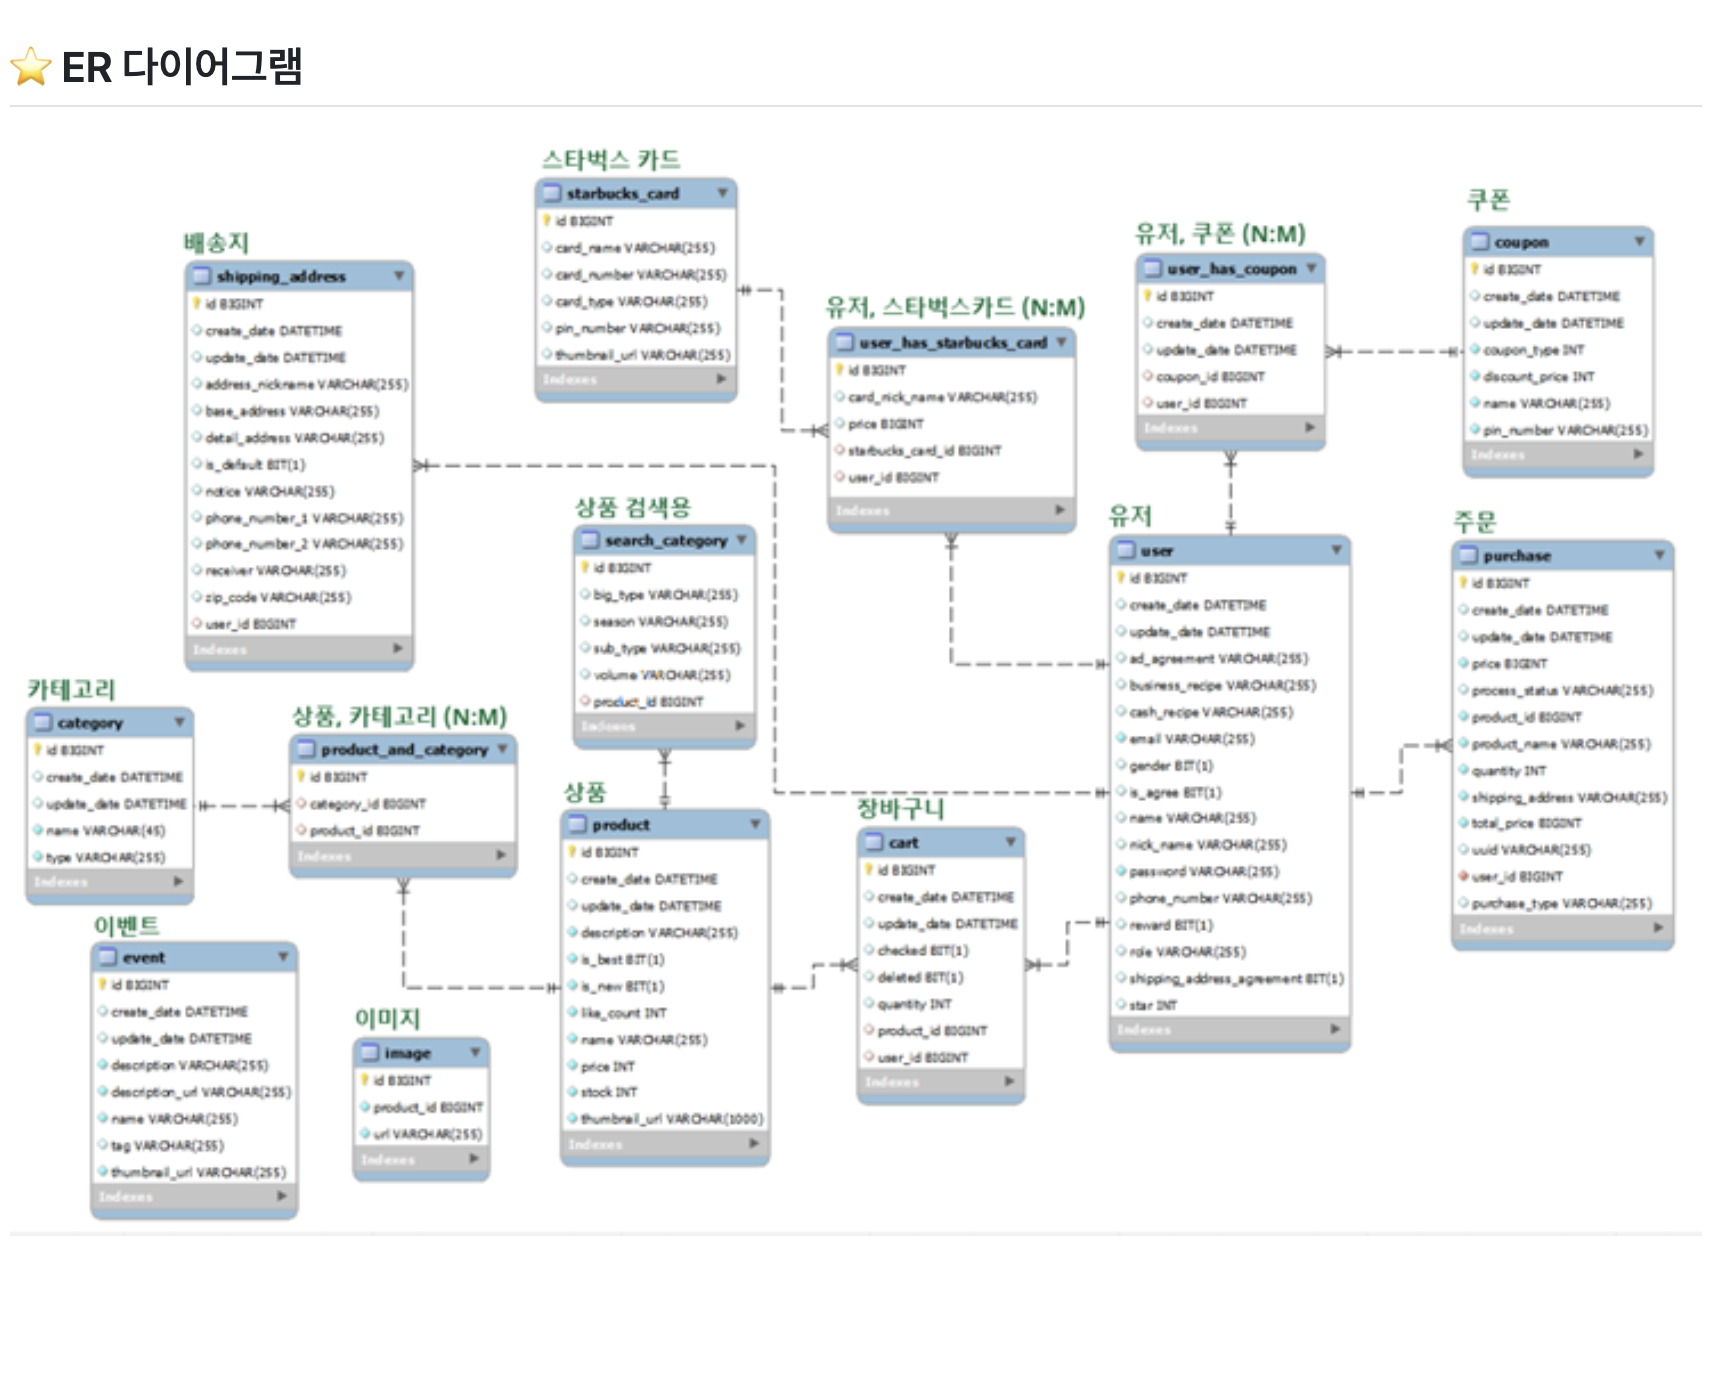 ⭐ ER 다이어그램
스타벅스 카드
starbucks_card
id BIGINT
card_name VARCHAR(255)
card_number VARCHAR(255)
card_type VARCHAR(255)
pin_number VARCHAR(255)
thumbnail_url VARCHAR(255)
Indexes
쿠폰
coupon
id BIGINT
create_date DATETIME
update_date DATETIME
coupon_type INT
discount_price INT
name VARCHAR(255)
pin_number VARCHAR(255)
Indexes
유저, 쿠폰 (N:M)
user_has_coupon
id BIGINT
create_date DATETIME
update_date DATETIME
coupon_id BIGINT
user_id BIGINT
Indexes
배송지
shipping_address
id BIGINT
create_date DATETIME
update_date DATETIME
address_nickname VARCHAR(255)
base_address VARCHAR(255)
detail_address VARCHAR(255)
is_default BIT(1)
notice VARCHAR(255)
phone_number_1 VARCHAR(255)
phone_number_2 VARCHAR(255)
receiver VARCHAR(255)
zip_code VARCHAR(255)
user_id BIGINT
Indexes
유저, 스타벅스카드 (N:M)
user_has_starbucks_card
id BIGINT
card_nick_name VARCHAR(255)
price BIGINT
starbucks_card_id BIGINT
user_id BIGINT
Indexes
상품 검색용
search_category
id BIGINT
big_type VARCHAR(255)
season VARCHAR(255)
sub_type VARCHAR(255)
volume VARCHAR(255)
product_id BIGINT
Indexes
유저
user
id BIGINT
create_date DATETIME
update_date DATETIME
ad_agreement VARCHAR(255)
business_recipe VARCHAR(255)
cash_recipe VARCHAR(255)
email VARCHAR(255)
gender BIT(1)
is_agree BIT(1)
name VARCHAR(255)
nick_name VARCHAR(255)
password VARCHAR(255)
phone_number VARCHAR(255)
reward BIT(1)
role VARCHAR(255)
shipping_address_agreement BIT(1)
star INT
Indexes
주문
purchase
id BIGINT
create_date DATETIME
update_date DATETIME
price BIGINT
process_status VARCHAR(255)
product_id BIGINT
product_name VARCHAR(255)
quantity INT
shipping_address VARCHAR(255)
total_price BIGINT
uuid VARCHAR(255)
user_id BIGINT
purchase_type VARCHAR(255)
Indexes
카테고리
category
id BIGINT
create_date DATETIME
update_date DATETIME
name VARCHAR(45)
type VARCHAR(255)
Indexes
상품, 카테고리 (N:M)
product_and_category
id BIGINT
category_id BIGINT
product_id BIGINT
Indexes
상품
product
id BIGINT
create_date DATETIME
update_date DATETIME
description VARCHAR(255)
is_best BIT(1)
is_new BIT(1)
like_count INT
name VARCHAR(255)
price INT
stock INT
thumbnail_url VARCHAR(1000)
Indexes
장바구니
cart
id BIGINT
create_date DATETIME
update_date DATETIME
checked BIT(1)
deleted BIT(1)
quantity INT
product_id BIGINT
user_id BIGINT
Indexes
이벤트
event
id BIGINT
create_date DATETIME
update_date DATETIME
description VARCHAR(255)
description_url VARCHAR(255)
name VARCHAR(255)
tag VARCHAR(255)
thumbnail_url VARCHAR(255)
Indexes
이미지
image
id BIGINT
product_id BIGINT
url VARCHAR(255)
Indexes